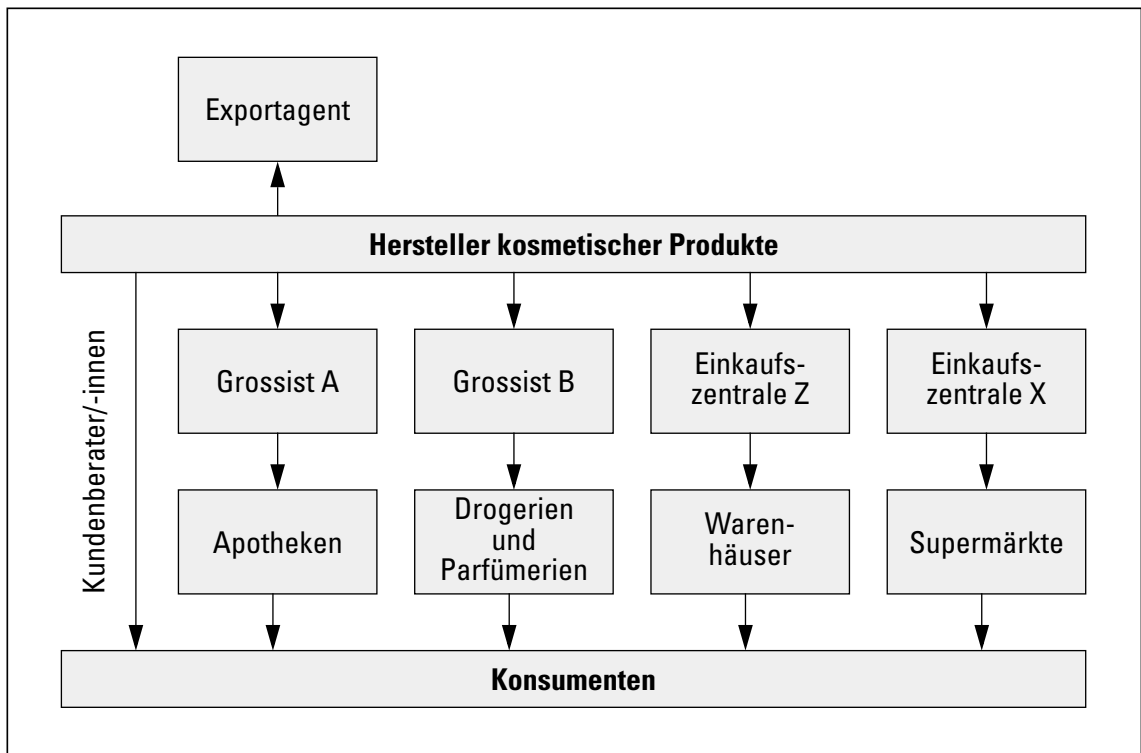 Exportagent
Hersteller kosmetischer Produkte
Kundenberater/-innen
Grossist A
Grossist B
Einkaufs-
zentrale Z
Einkaufs-
zentrale X
Apotheken
Drogerien
und
Parfümerien
Waren-
häuser
Supermärkte
Konsumenten